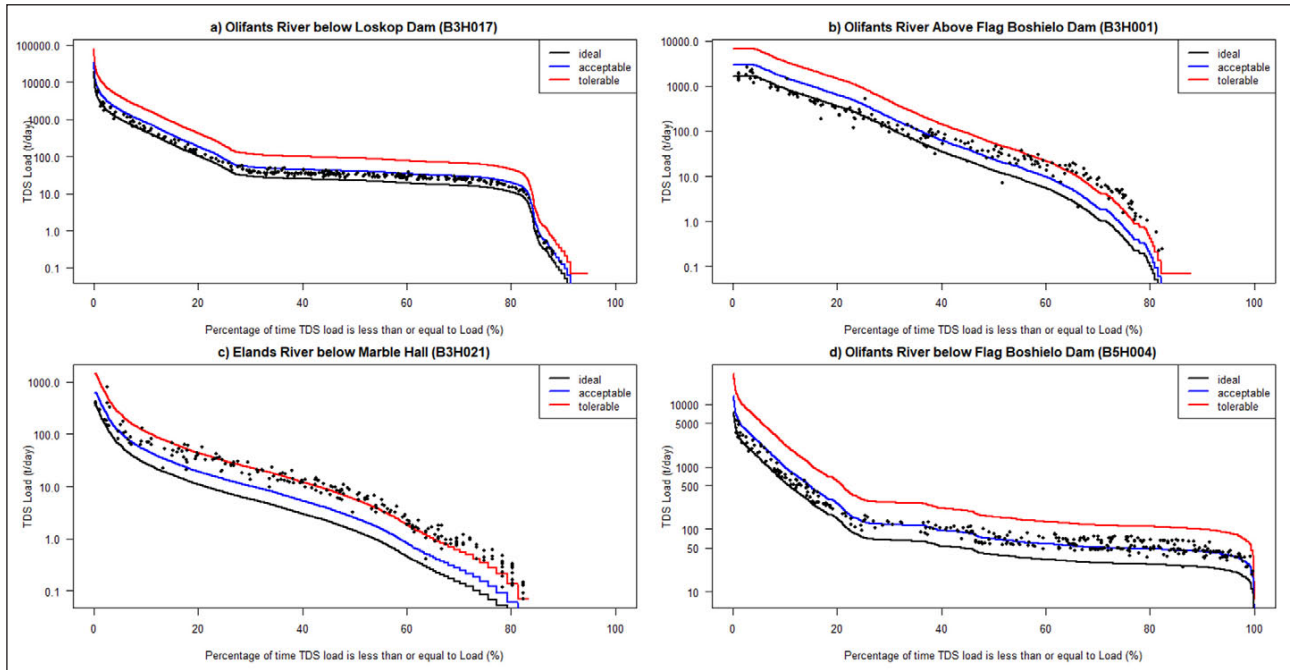 a) Olifants River below Loskop Dam (B3H017)
TDS Load (t/day)
100000.0
10000.0
1000.0
100.0
10.0
1.0
0.1
ideal
acceptable
tolerable
0 20 40 60 80 100
Percentage of time TDS load is less than or equal to Load (%)
b) Olifants River Above Flag Boshielo Dam (B3H001)
TDS Load (t/day)
10000.0
1000.0
100.0
10.0
1.0
0.1
ideal
acceptable
tolerable
0 20 40 60 80 100
Percentage of time TDS load is less than or equal to Load (%)
c) Elands River below Marble Hall (B3H021)
TDS Load (t/day)
1000.0
100.0
10.0
1.0
0.1
ideal
acceptable
tolerable
0 20 40 60 80 100
Percentage of time TDS load is less than or equal to Load (%)
d) Olifants River below Flag Boshielo Dam (B5H004)
TDS Load (t/day)
10000
5000
1000
500
100
50
10
ideal
acceptable
tolerable
0 20 40 60 80 100
Percentage of time TDS load is less than or equal to Load (%)